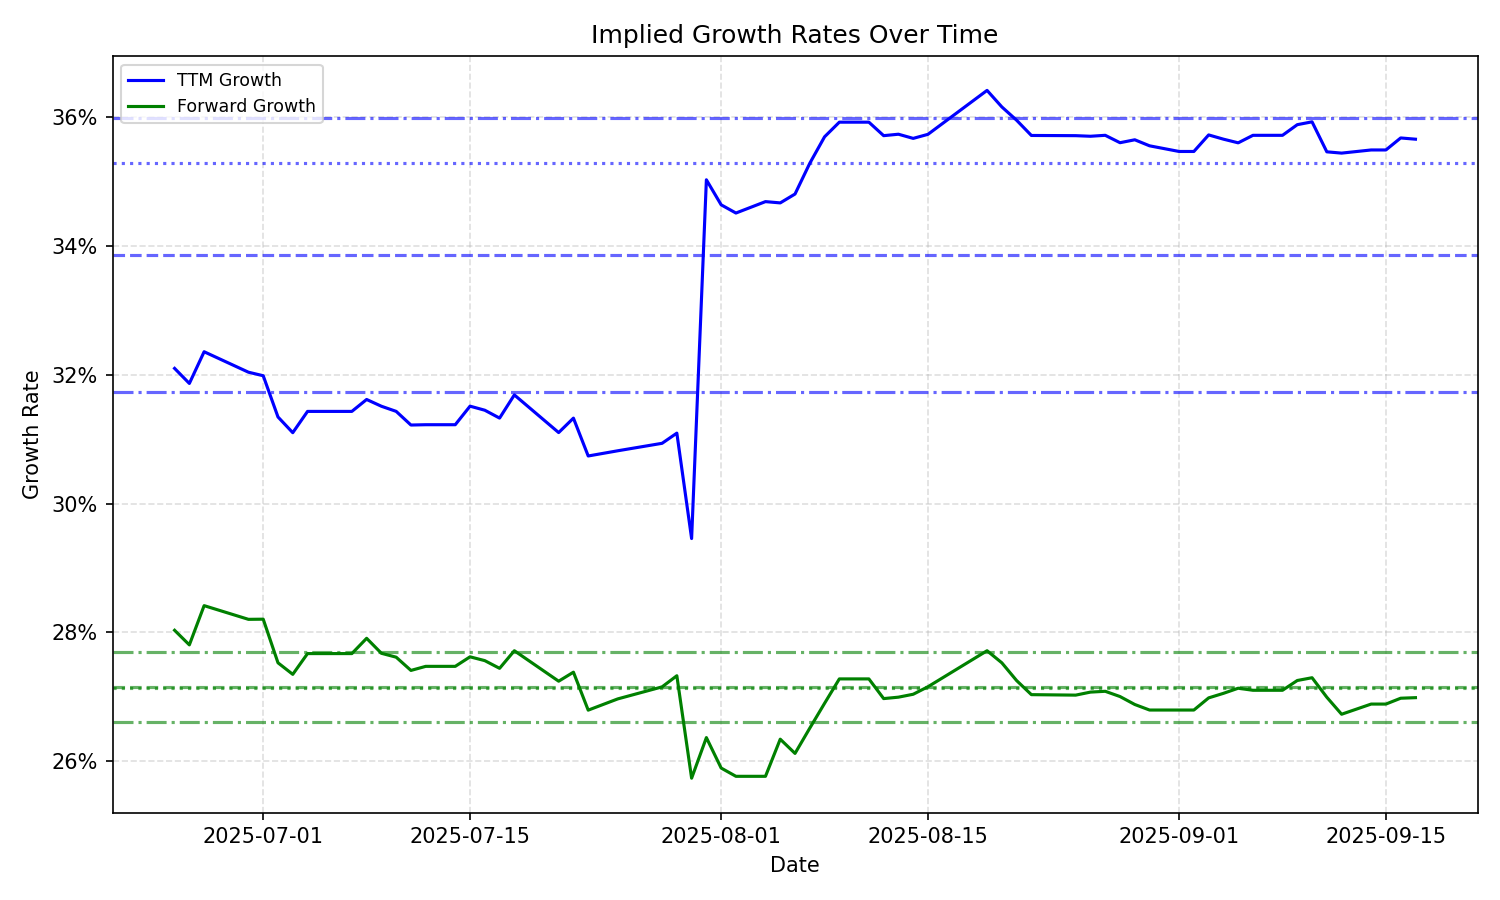 Implied Growth Rates Over Time
TTM Growth
Forward Growth
36%
34%
32%
30%
28%
26%
Growth Rate
2025-07-01
2025-07-15
2025-08-01
2025-08-15
2025-09-01
2025-09-15
Date